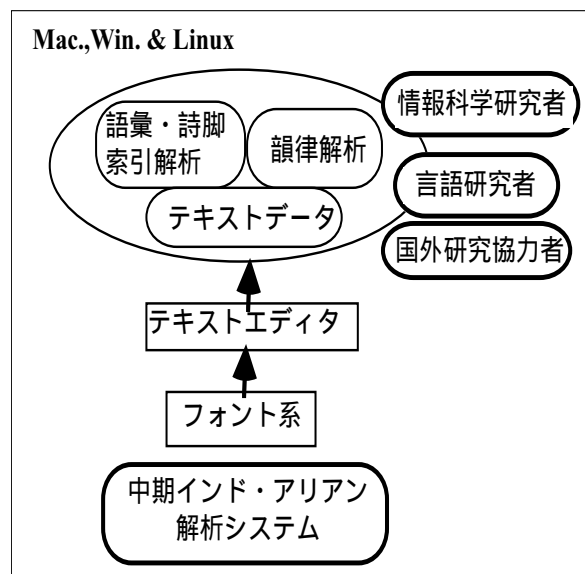 Mac.,Win. & Linux
情報科学研究者
語彙・詩脚
索引解析
韻律解析
言語研究者
テキストデータ
国外研究協力者
テキストエディタ
フォント系
中期インド・アリアン
解析システム